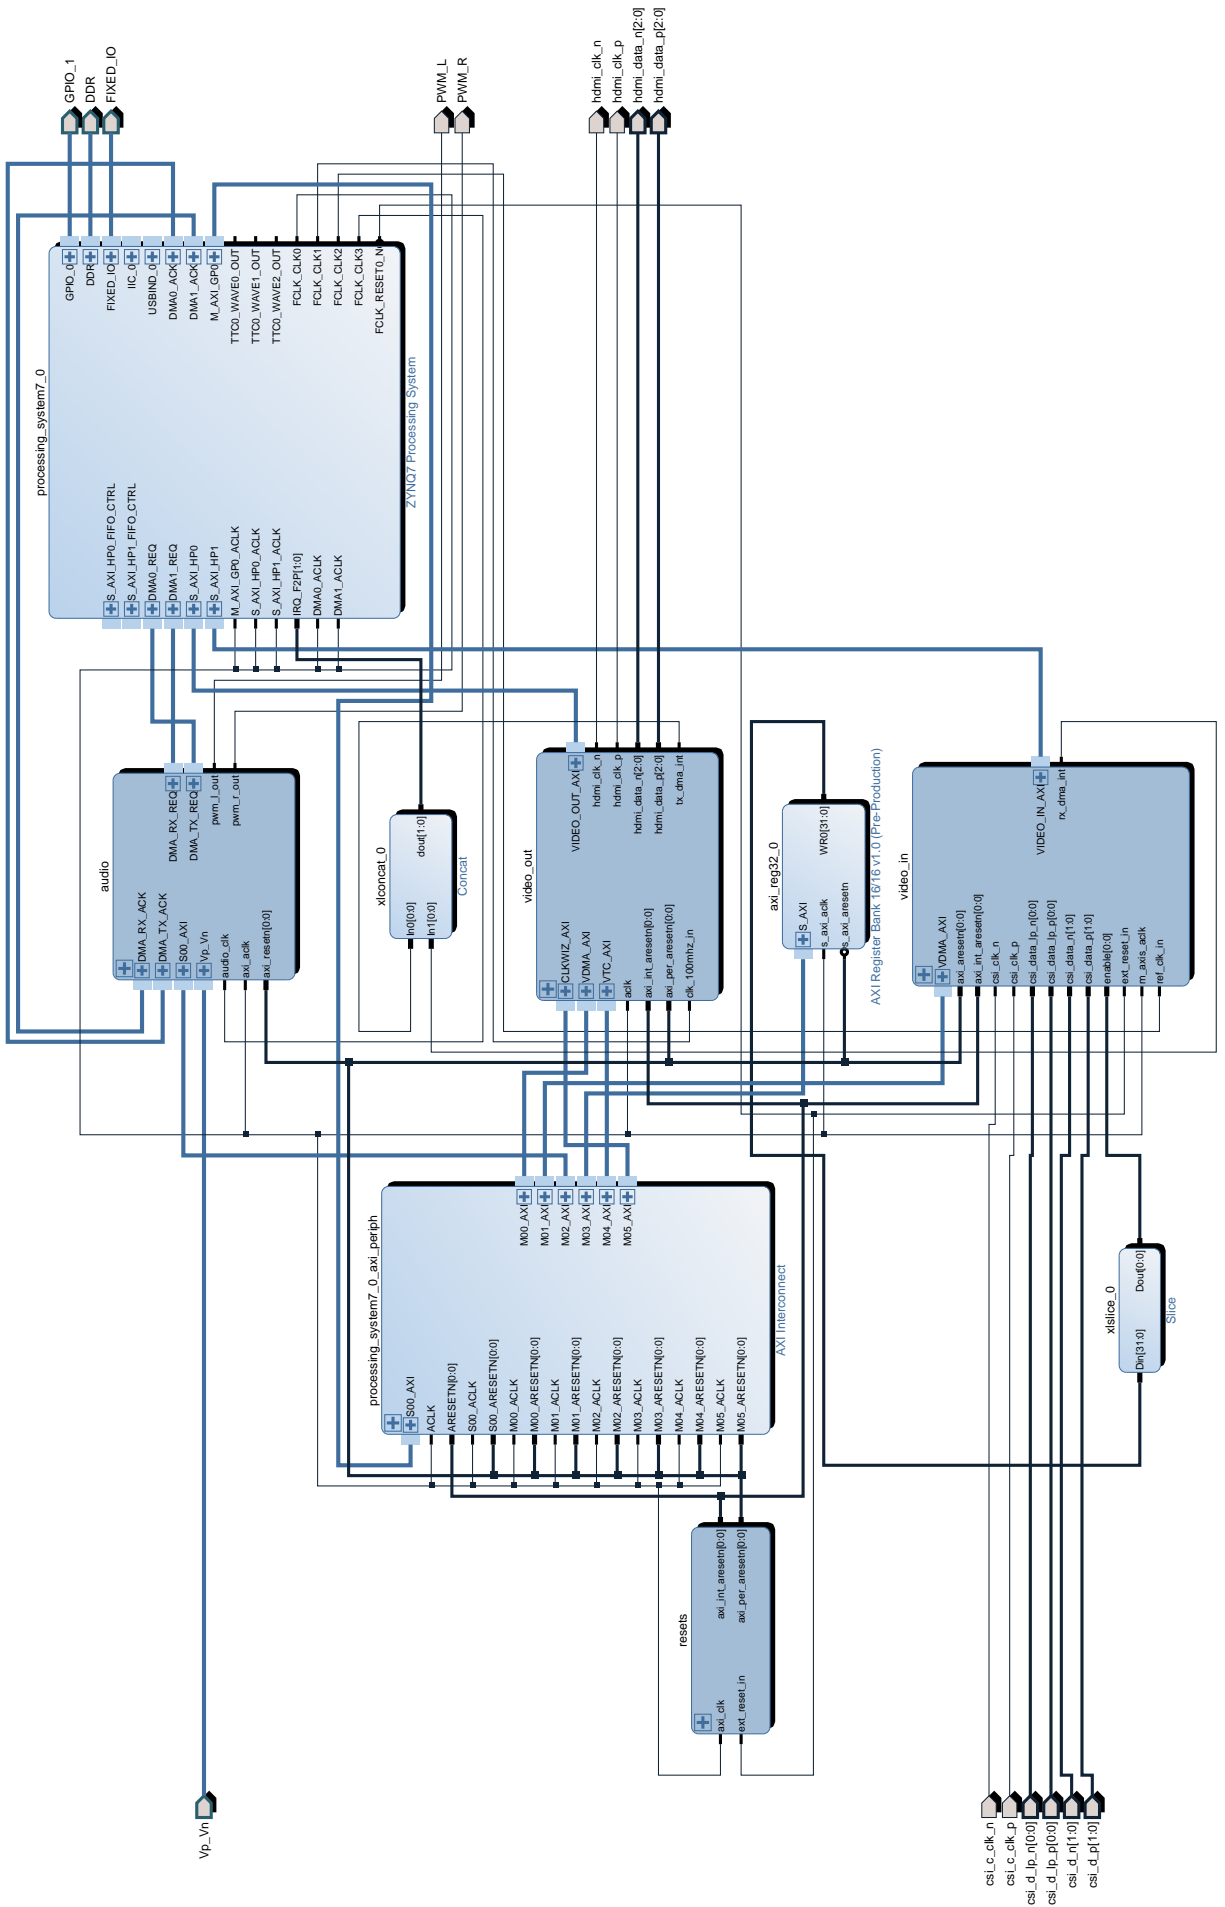 Vp_Vn
csi_c_clk_n
csi_c_clk_p
csi_d_lp_n[0:0]
csi_d_lp_p[0:0]
csi_d_n[1:0]
csi_d_p[1:0]
resets
axi_clk
ext_reset_in
axi_int_aresetn[0:0]
axi_per_aresetn[0:0]
processing_system7_0_axi_periph
S00_AXI
ACLK
ARESETN[0:0]
S00_ACLK
S00_ARESETN[0:0]
M00_ACLK
M00_ARESETN[0:0]
M01_ACLK
M01_ARESETN[0:0]
M02_ACLK
M02_ARESETN[0:0]
M03_ACLK
M03_ARESETN[0:0]
M04_ACLK
M04_ARESETN[0:0]
M05_ACLK
M05_ARESETN[0:0]
M00_AXI
M01_AXI
M02_AXI
M03_AXI
M04_AXI
M05_AXI
AXI Interconnect
xlslice_0
Din[31:0]
Dout[0:0]
Slice
audio
DMA_RX_ACK
DMA_TX_ACK
S00_AXI
Vp_Vn
audio_clk
axi_aclk
axi_resetn[0:0]
DMA_RX_REQ
DMA_TX_REQ
pwm_l_out
pwm_r_out
xlconcat_0
In0[0:0]
In1[0:0]
dout[1:0]
Concat
video_out
CLKWIZ_AXI
VDMA_AXI
VTC_AXI
aclk
axi_int_aresetn[0:0]
axi_per_aresetn[0:0]
clk_100mhz_in
VIDEO_OUT_AXI
hdmi_clk_n
hdmi_clk_p
hdmi_data_n[2:0]
hdmi_data_p[2:0]
tx_dma_int
axi_reg32_0
S_AXI
s_axi_aclk
s_axi_aresetn
WR0[31:0]
AXI Register Bank 16/16 v1.0 (Pre-Production)
video_in
VDMA_AXI
axi_aresetn[0:0]
axi_int_aresetn[0:0]
csi_clk_n
csi_clk_p
csi_data_lp_n[0:0]
csi_data_lp_p[0:0]
csi_data_n[1:0]
csi_data_p[1:0]
enable[0:0]
ext_reset_in
m_axis_aclk
ref_clk_in
VIDEO_IN_AXI
rx_dma_int
processing_system7_0
S_AXI_HP0_FIFO_CTRL
S_AXI_HP1_FIFO_CTRL
DMA0_REQ
DMA1_REQ
S_AXI_HP0
S_AXI_HP1
M_AXI_GP0_ACLK
S_AXI_HP0_ACLK
S_AXI_HP1_ACLK
IRQ_F2P[1:0]
DMA0_ACLK
DMA1_ACLK
GPIO_0
DDR
FIXED_IO
IIC_0
USBIND_0
DMA0_ACK
DMA1_ACK
M_AXI_GP0
TTC0_WAVE0_OUT
TTC0_WAVE1_OUT
TTC0_WAVE2_OUT
FCLK_CLK0
FCLK_CLK1
FCLK_CLK2
FCLK_CLK3
FCLK_RESET0_N
ZYNQ7 Processing System
GPIO_1
DDR
FIXED_IO
PWM_L
PWM_R
hdmi_clk_n
hdmi_clk_p
hdmi_data_n[2:0]
hdmi_data_p[2:0]